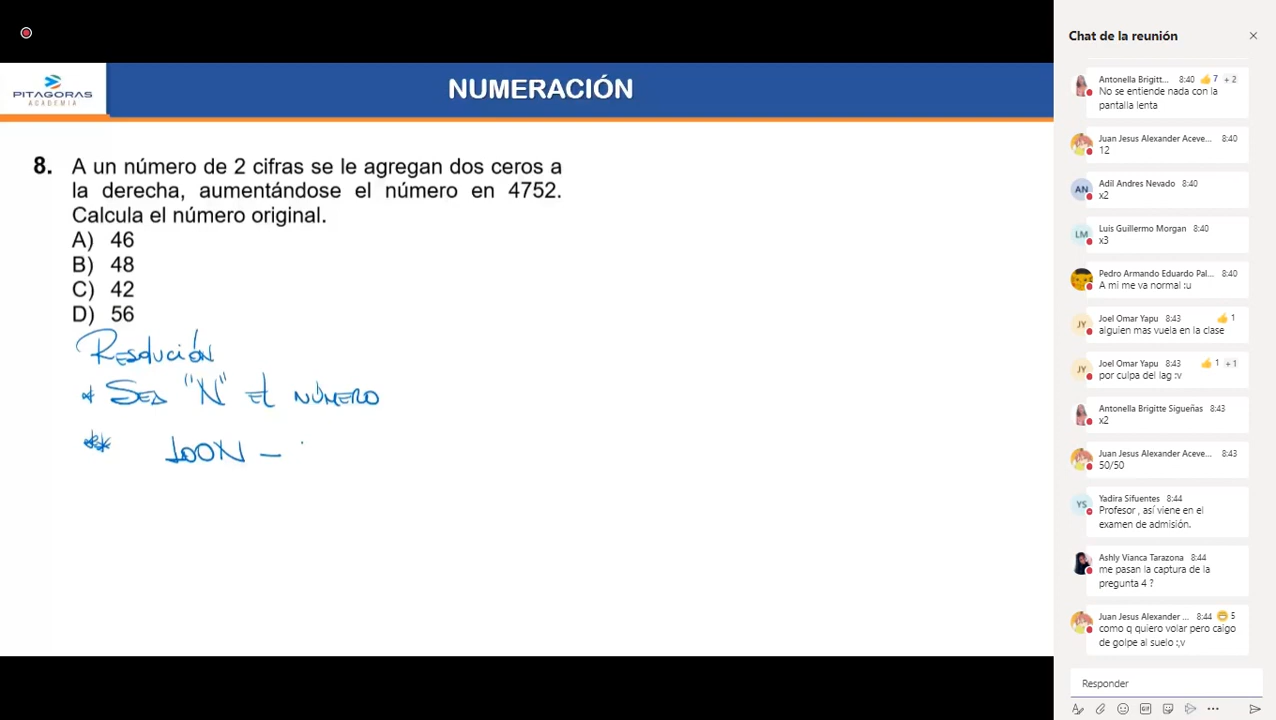 PITAGORAS
ACADEMIA
NUMERACIÓN
8. A un número de 2 cifras se le agregan dos ceros a
la derecha, aumentándose el número en 4752.
Calcula el número original.
A) 46
B) 48
C) 42
D) 56
RESOLUCIÓN
* SEA "N" EL NÚMERO
** 100N -
Chat de la reunión
Antonella Brigitt... 8:40 👍7 +2
No se entiende nada con la
pantalla lenta
Juan Jesus Alexander Aceve... 8:40
12
AN Adil Andres Nevado 8:40
x2
LM Luis Guillermo Morgan 8:40
x3
Pedro Armando Eduardo Pal... 8:40
A mi me va normal :u
JY Joel Omar Yapu 8:43 👍1
alguien mas vuela en la clase
JY Joel Omar Yapu 8:43 👍1 +1
por culpa del lag :v
Antonella Brigitte Sigueñas 8:43
x2
Juan Jesus Alexander Aceve... 8:43
50/50
YS Yadira Sifuentes 8:44
Profesor , así viene en el
examen de admisión.
Ashly Vianca Tarazona 8:44
me pasan la captura de la
pregunta 4 ?
Juan Jesus Alexander ... 8:44 😁5
como q quiero volar pero caigo
de golpe al suelo :,v
Responder
GIF